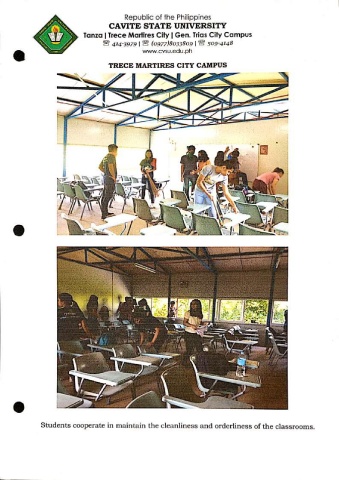 Republic of the Philippines
CAVITE STATE UNIVERSITY
Tanza | Trece Martires City | Gen. Trias City Campus
☏ 414-3979 | ☏ (0977)8033809 | ☏ 509-4148
www.cvsu.edu.ph
TRECE MARTIRES CITY CAMPUS
Students cooperate in maintain the cleanliness and orderliness of the classrooms.